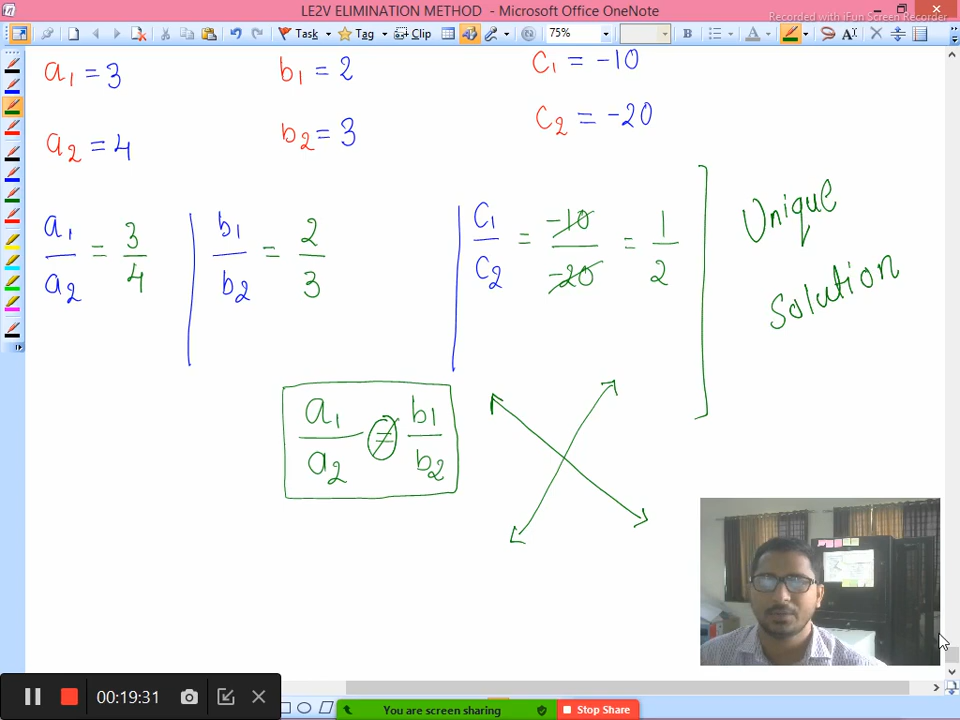 LE2V ELIMINATION METHOD - Microsoft OneNote
Recorded with iFun Screen Recorder
Task
Tag
Clip
75%
B
a1 = 3
b1 = 2
C1 = -10
a2 = 4
b2 = 3
C2 = -20
a1/a2 = 3/4
b1/b2 = 2/3
C1/C2 = -10/-20 = 1/2
Unique
Solution
a1/a2 ≠ b1/b2
00:19:31
You are screen sharing
Stop Share